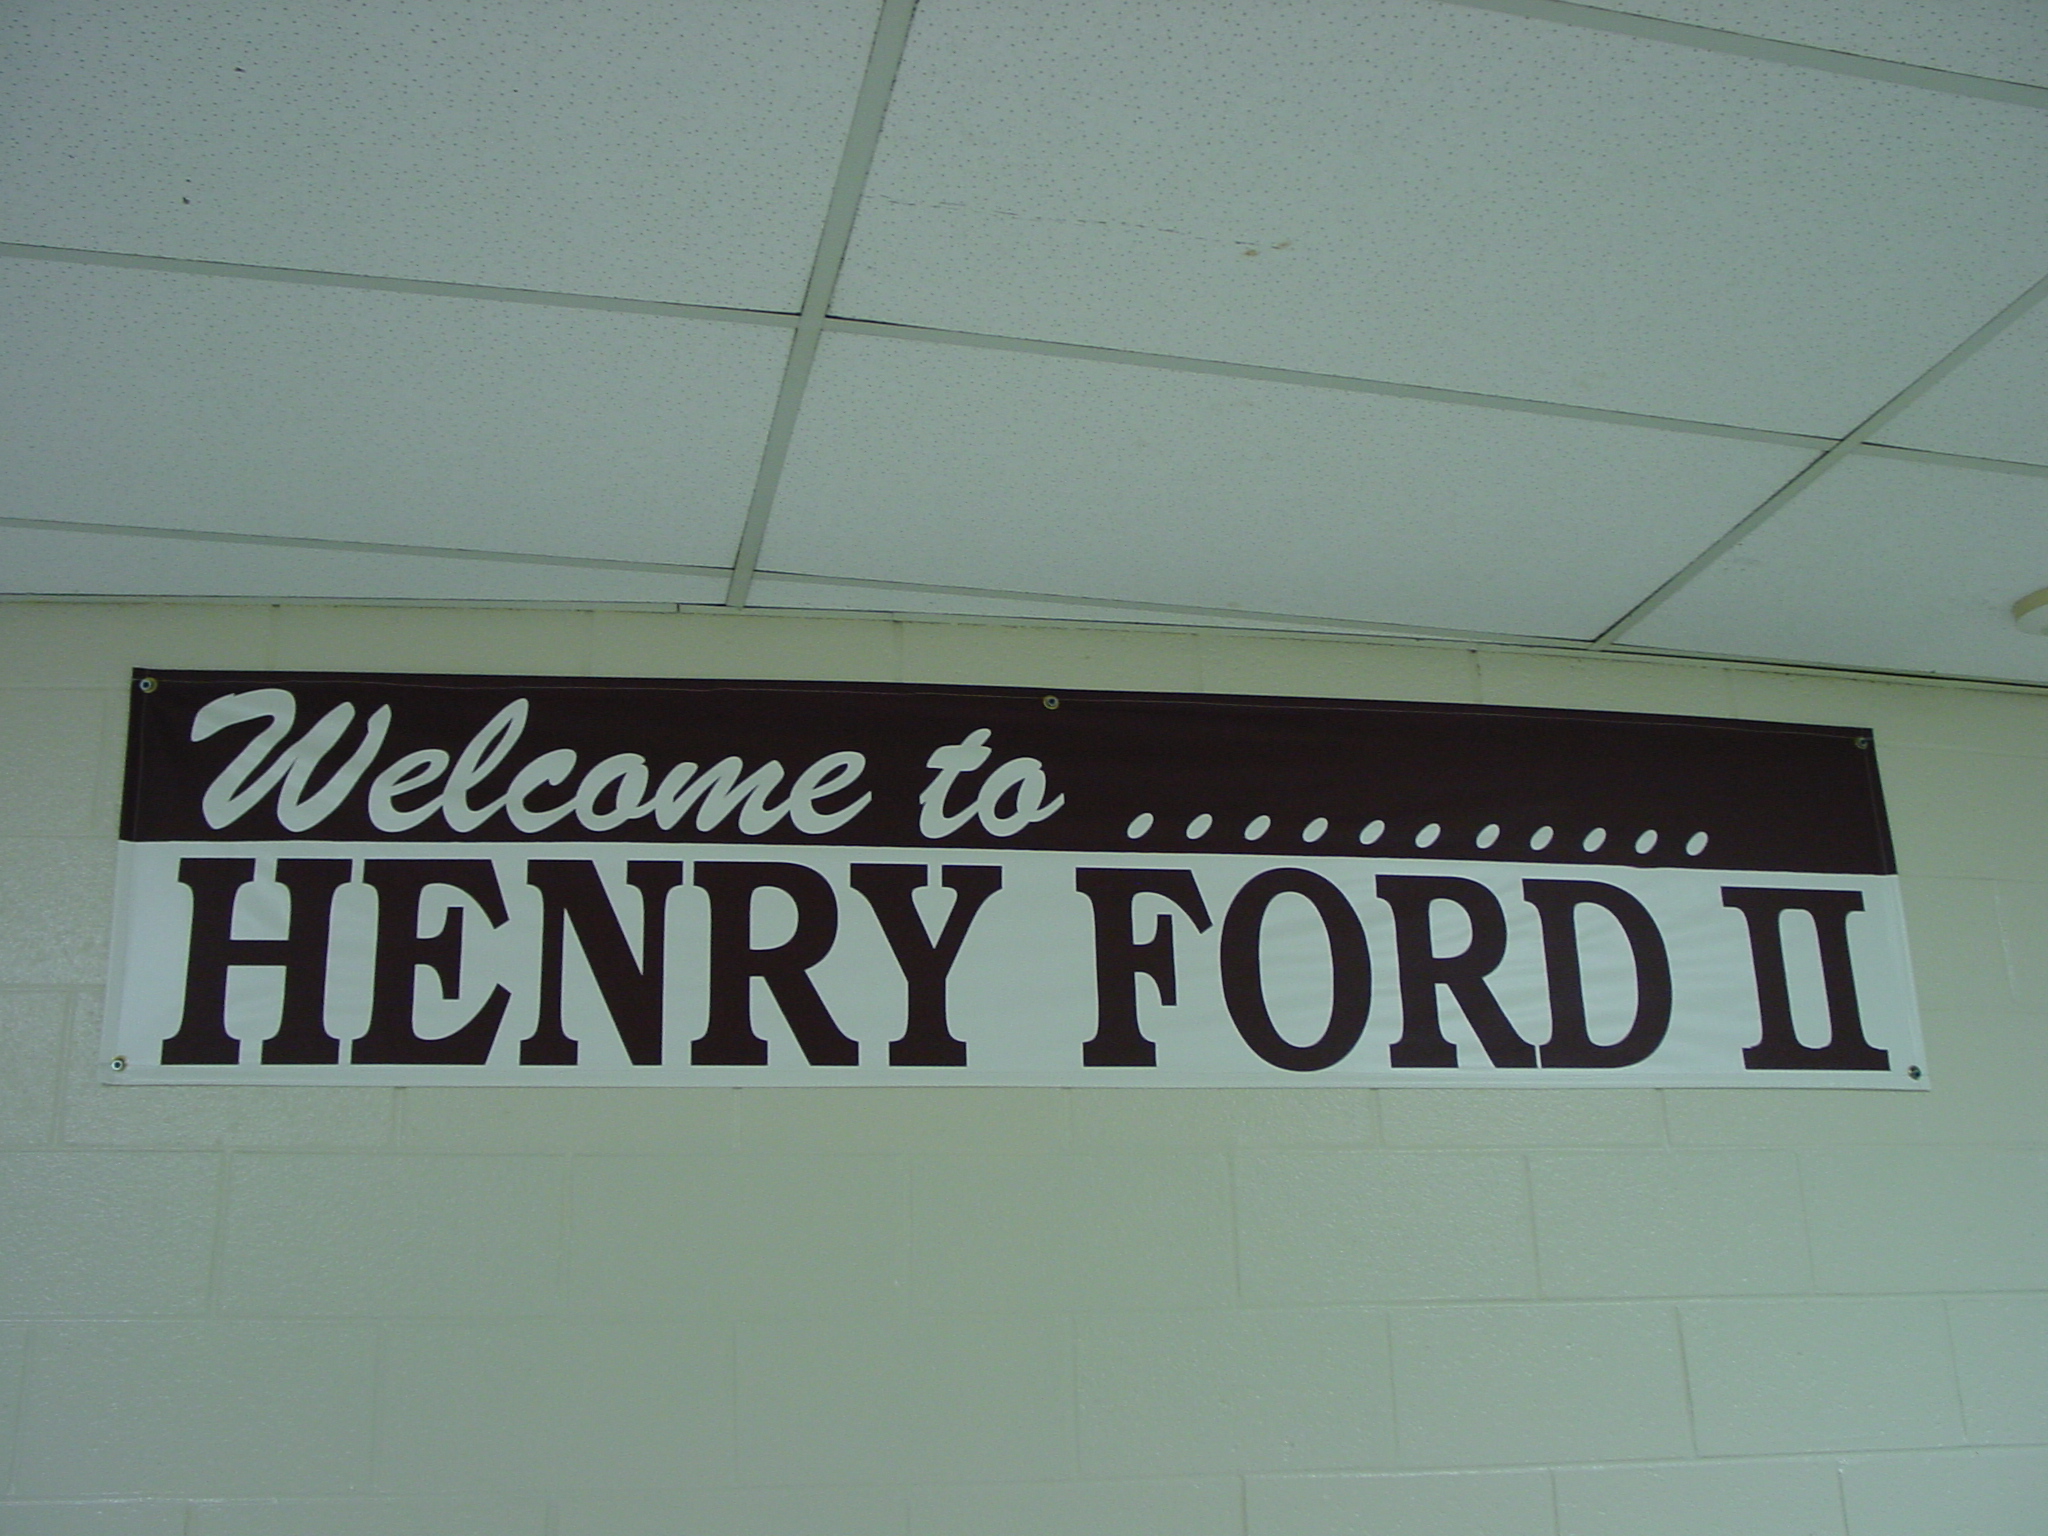 Welcome to ...........
HENRY FORD II